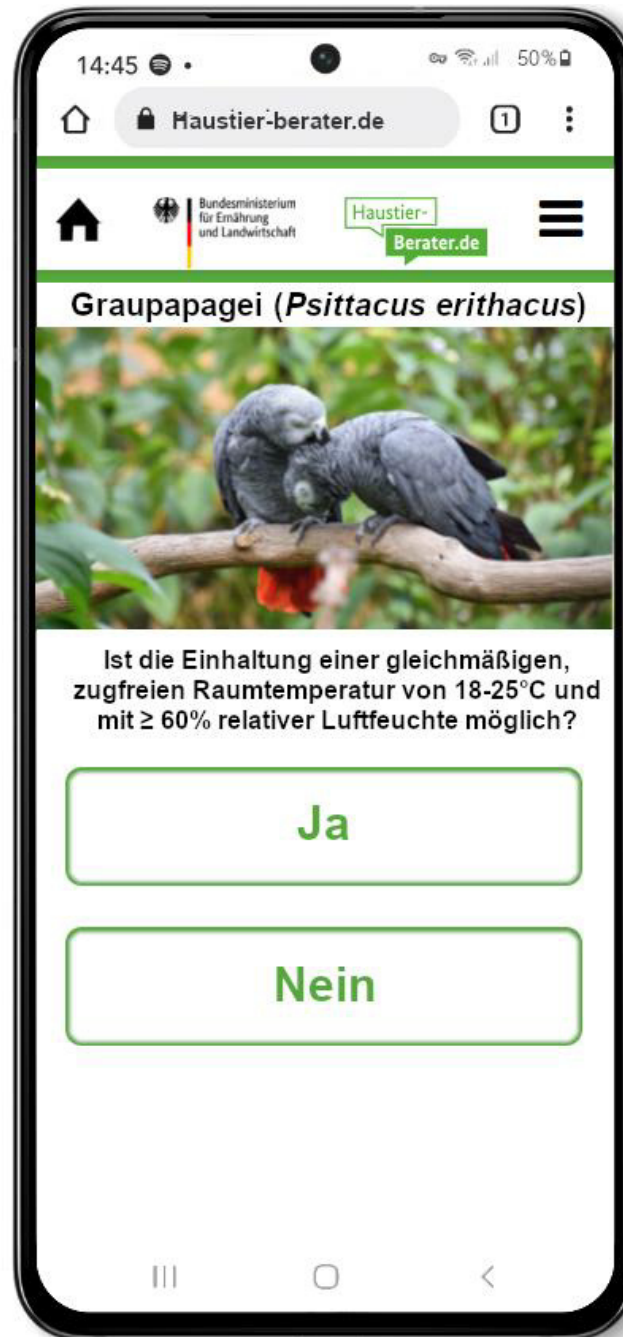 14:45
50%
Haustier-berater.de
1
Bundesministerium
für Ernährung
und Landwirtschaft
Haustier-
Berater.de
Graupapagei (Psittacus erithacus)
Ist die Einhaltung einer gleichmäßigen,
zugfreien Raumtemperatur von 18-25°C und
mit ≥ 60% relativer Luftfeuchte möglich?
Ja
Nein